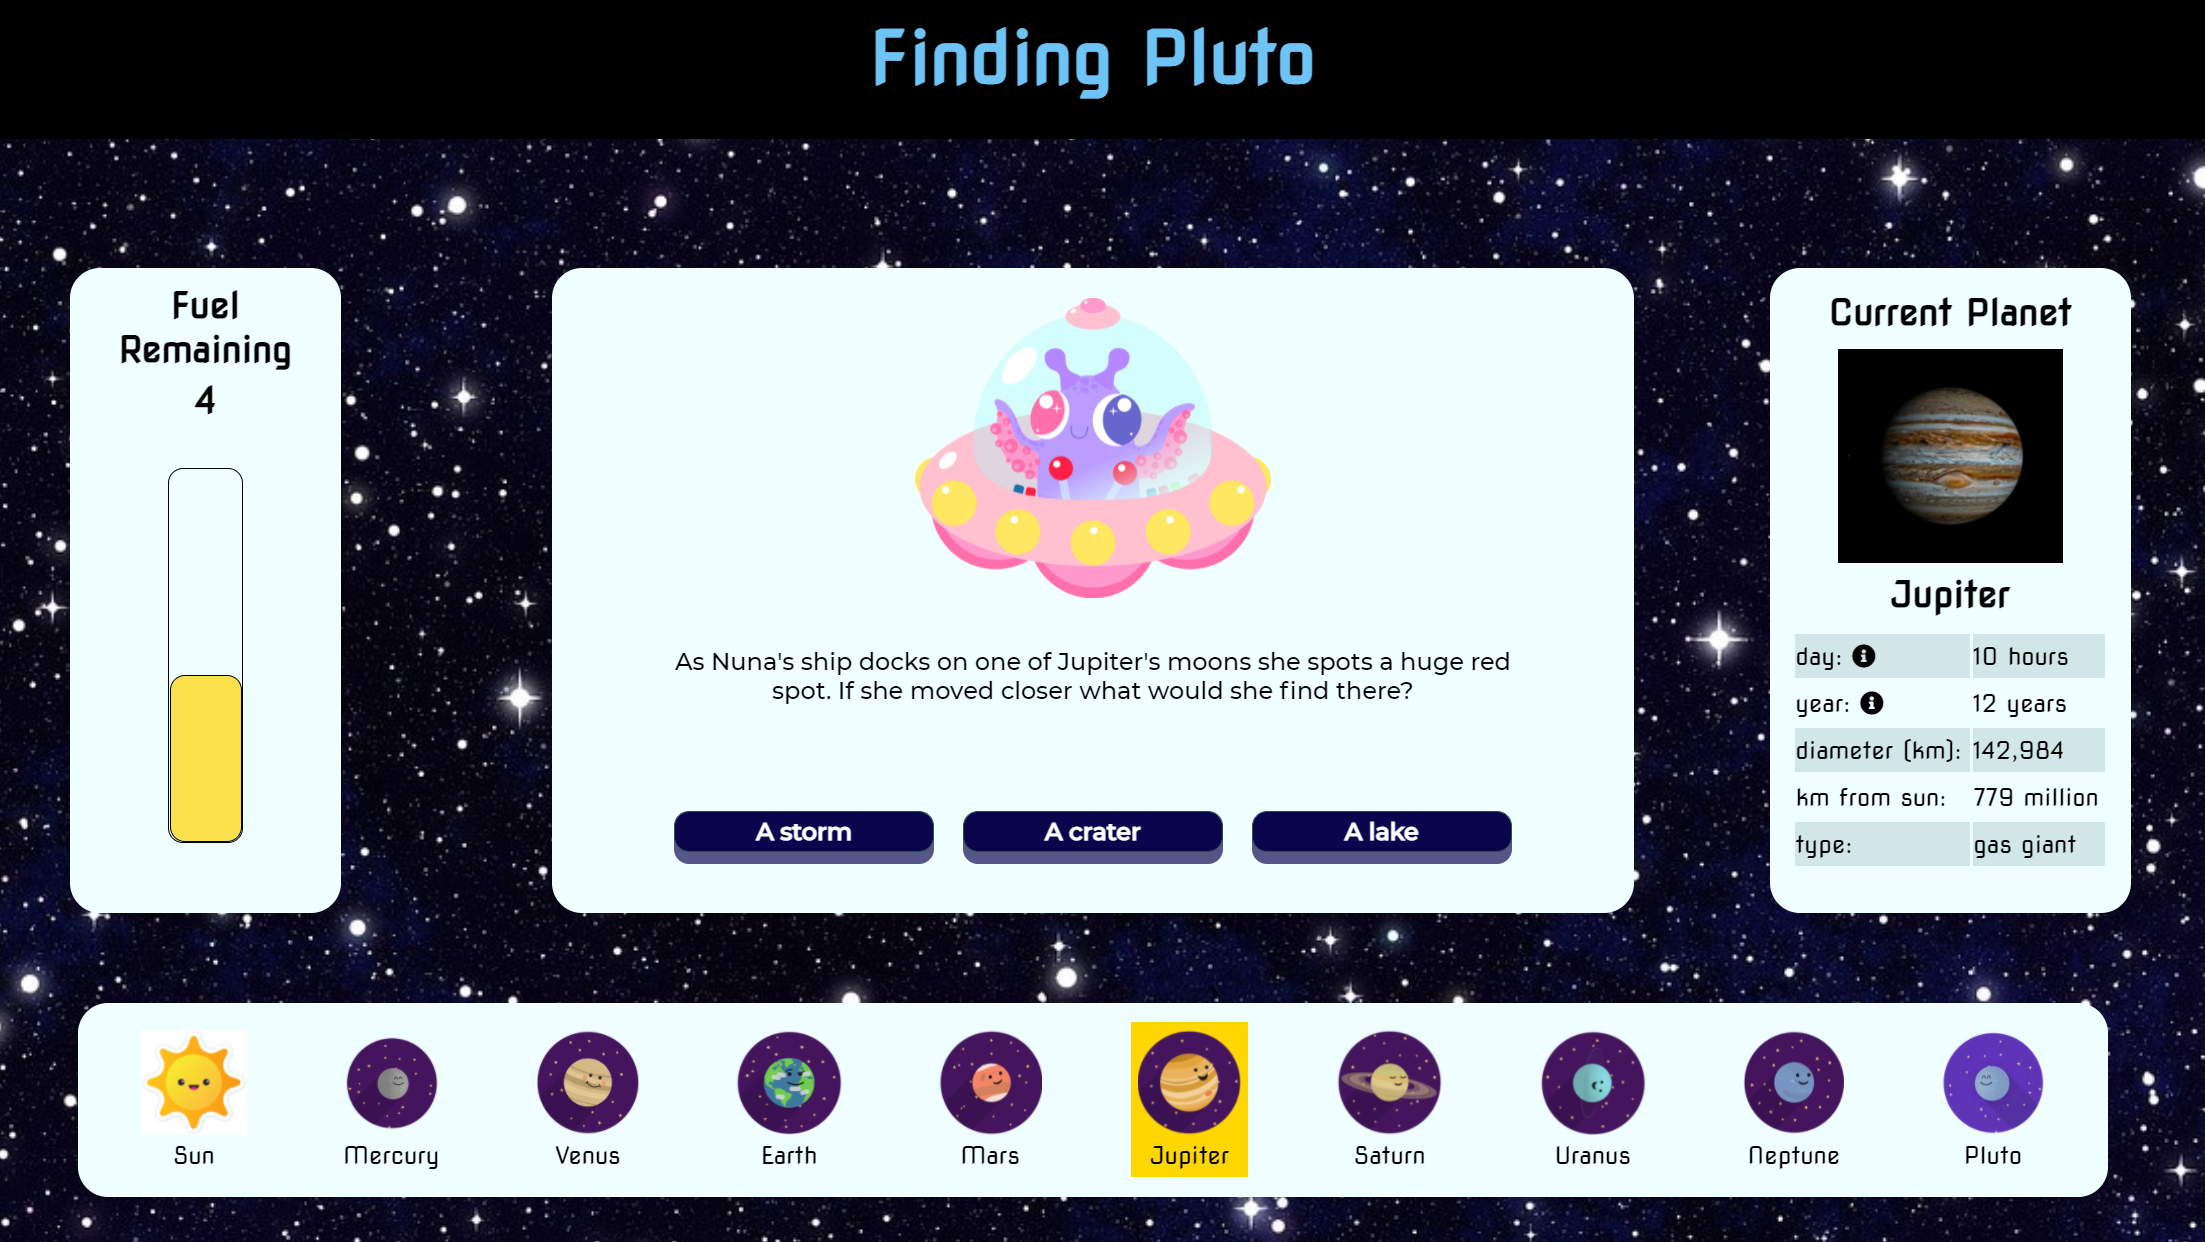 Finding Pluto
Fuel
Remaining
4
As Nuna's ship docks on one of Jupiter's moons she spots a huge red
spot. If she moved closer what would she find there?
A storm
A crater
A lake
Current Planet
Jupiter
day: 10 hours
year: 12 years
diameter (km): 142,984
km from sun: 779 million
type: gas giant
Sun
Mercury
Venus
Earth
Mars
Jupiter
Saturn
Uranus
Neptune
Pluto